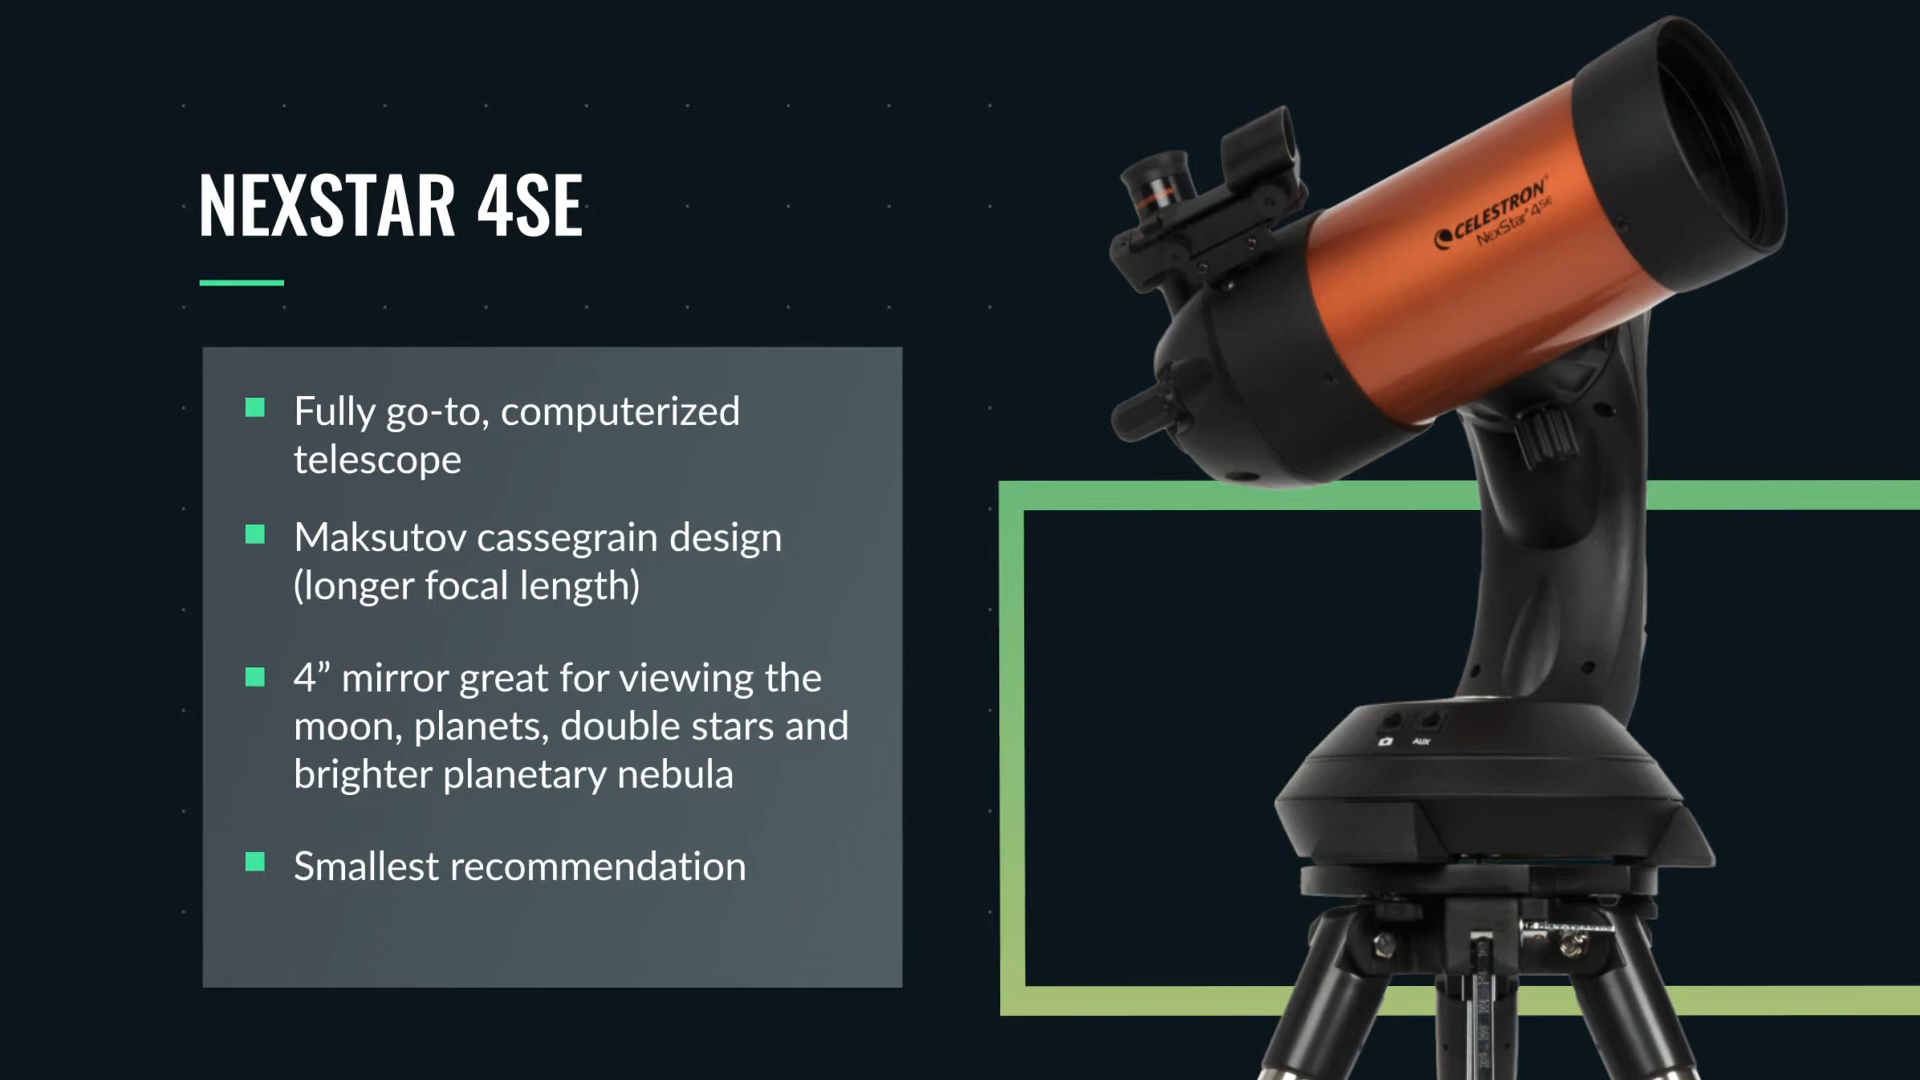 NEXSTAR 4SE
Fully go-to, computerized
telescope
Maksutov cassegrain design
(longer focal length)
4” mirror great for viewing the
moon, planets, double stars and
brighter planetary nebula
Smallest recommendation
CELESTRON
NexStar 4SE
AUX